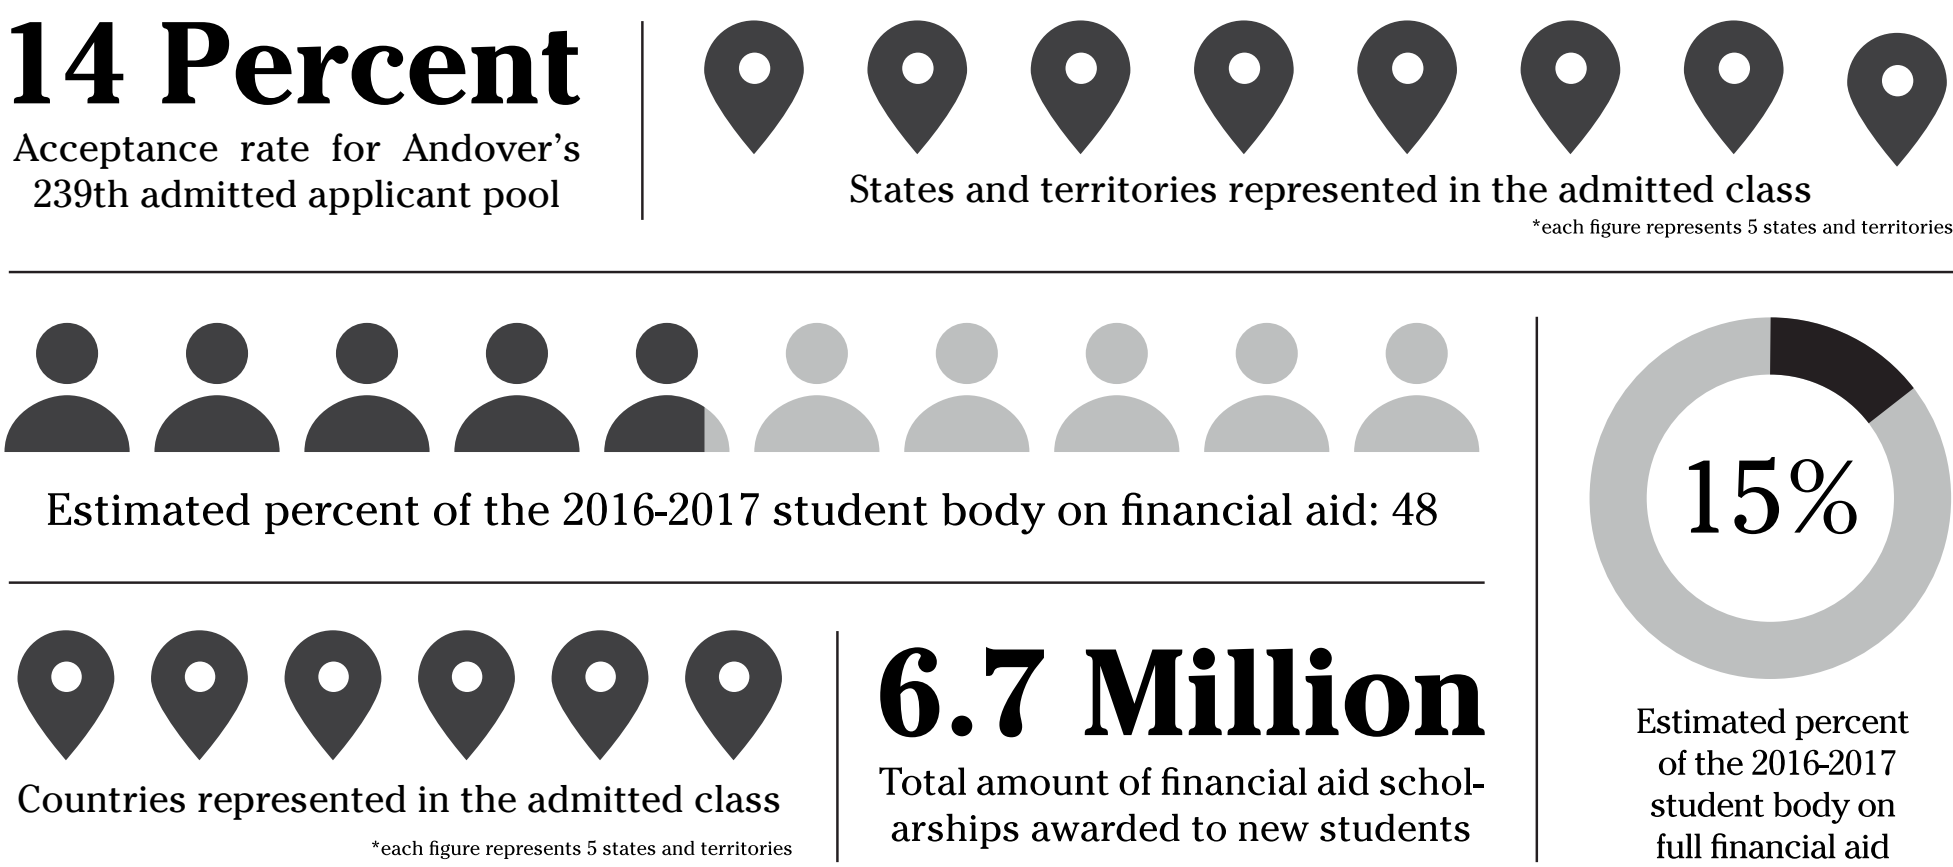 14 Percent
Acceptance rate for Andover’s
239th admitted applicant pool
States and territories represented in the admitted class
*each figure represents 5 states and territories
Estimated percent of the 2016-2017 student body on financial aid: 48
15%
Estimated percent
of the 2016-2017
student body on
full financial aid
Countries represented in the admitted class
*each figure represents 5 states and territories
6.7 Million
Total amount of financial aid schol-
arships awarded to new students